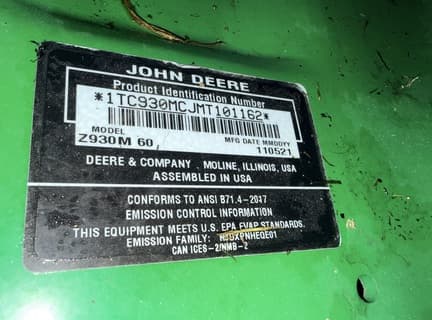 JOHN DEERE
Product Identification Number
*1TC930MCJMT101162*
MODEL MFG DATE MMDDYY
Z930M 60 110521
DEERE & COMPANY MOLINE, ILLINOIS, USA
ASSEMBLED IN USA
CONFORMS TO ANSI B71.4-2017
EMISSION CONTROL INFORMATION
THIS EQUIPMENT MEETS U.S. EPA EVAP STANDARDS.
EMISSION FAMILY:
CAN ICES-2/NMB-2